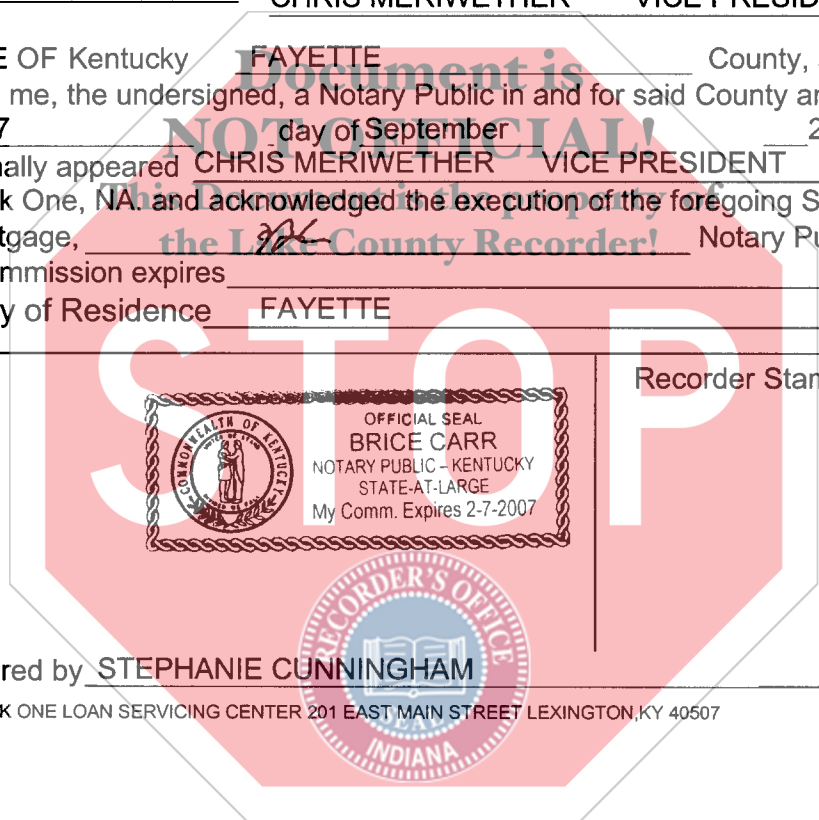 CHRIS MERIWETHER VICE PRESID
E OF Kentucky FAYETTE County,
me, the undersigned, a Notary Public in and for said County an
7 day of September 2
nally appeared CHRIS MERIWETHER VICE PRESIDENT
k One, NA. and acknowledged the execution of the foregoing S
tgage, Notary Pu
mmission expires
y of Residence FAYETTE
Document is
NOT OFFICIAL!
This Document is the property of
the Lake County Recorder!
STOP
Recorder Stam
OFFICIAL SEAL
BRICE CARR
NOTARY PUBLIC – KENTUCKY
STATE-AT-LARGE
My Comm. Expires 2-7-2007
COMMONWEALTH OF KENTUCKY
RECORDER'S OFFICE
SEAL
INDIANA
red by STEPHANIE CUNNINGHAM
K ONE LOAN SERVICING CENTER 201 EAST MAIN STREET LEXINGTON,KY 40507